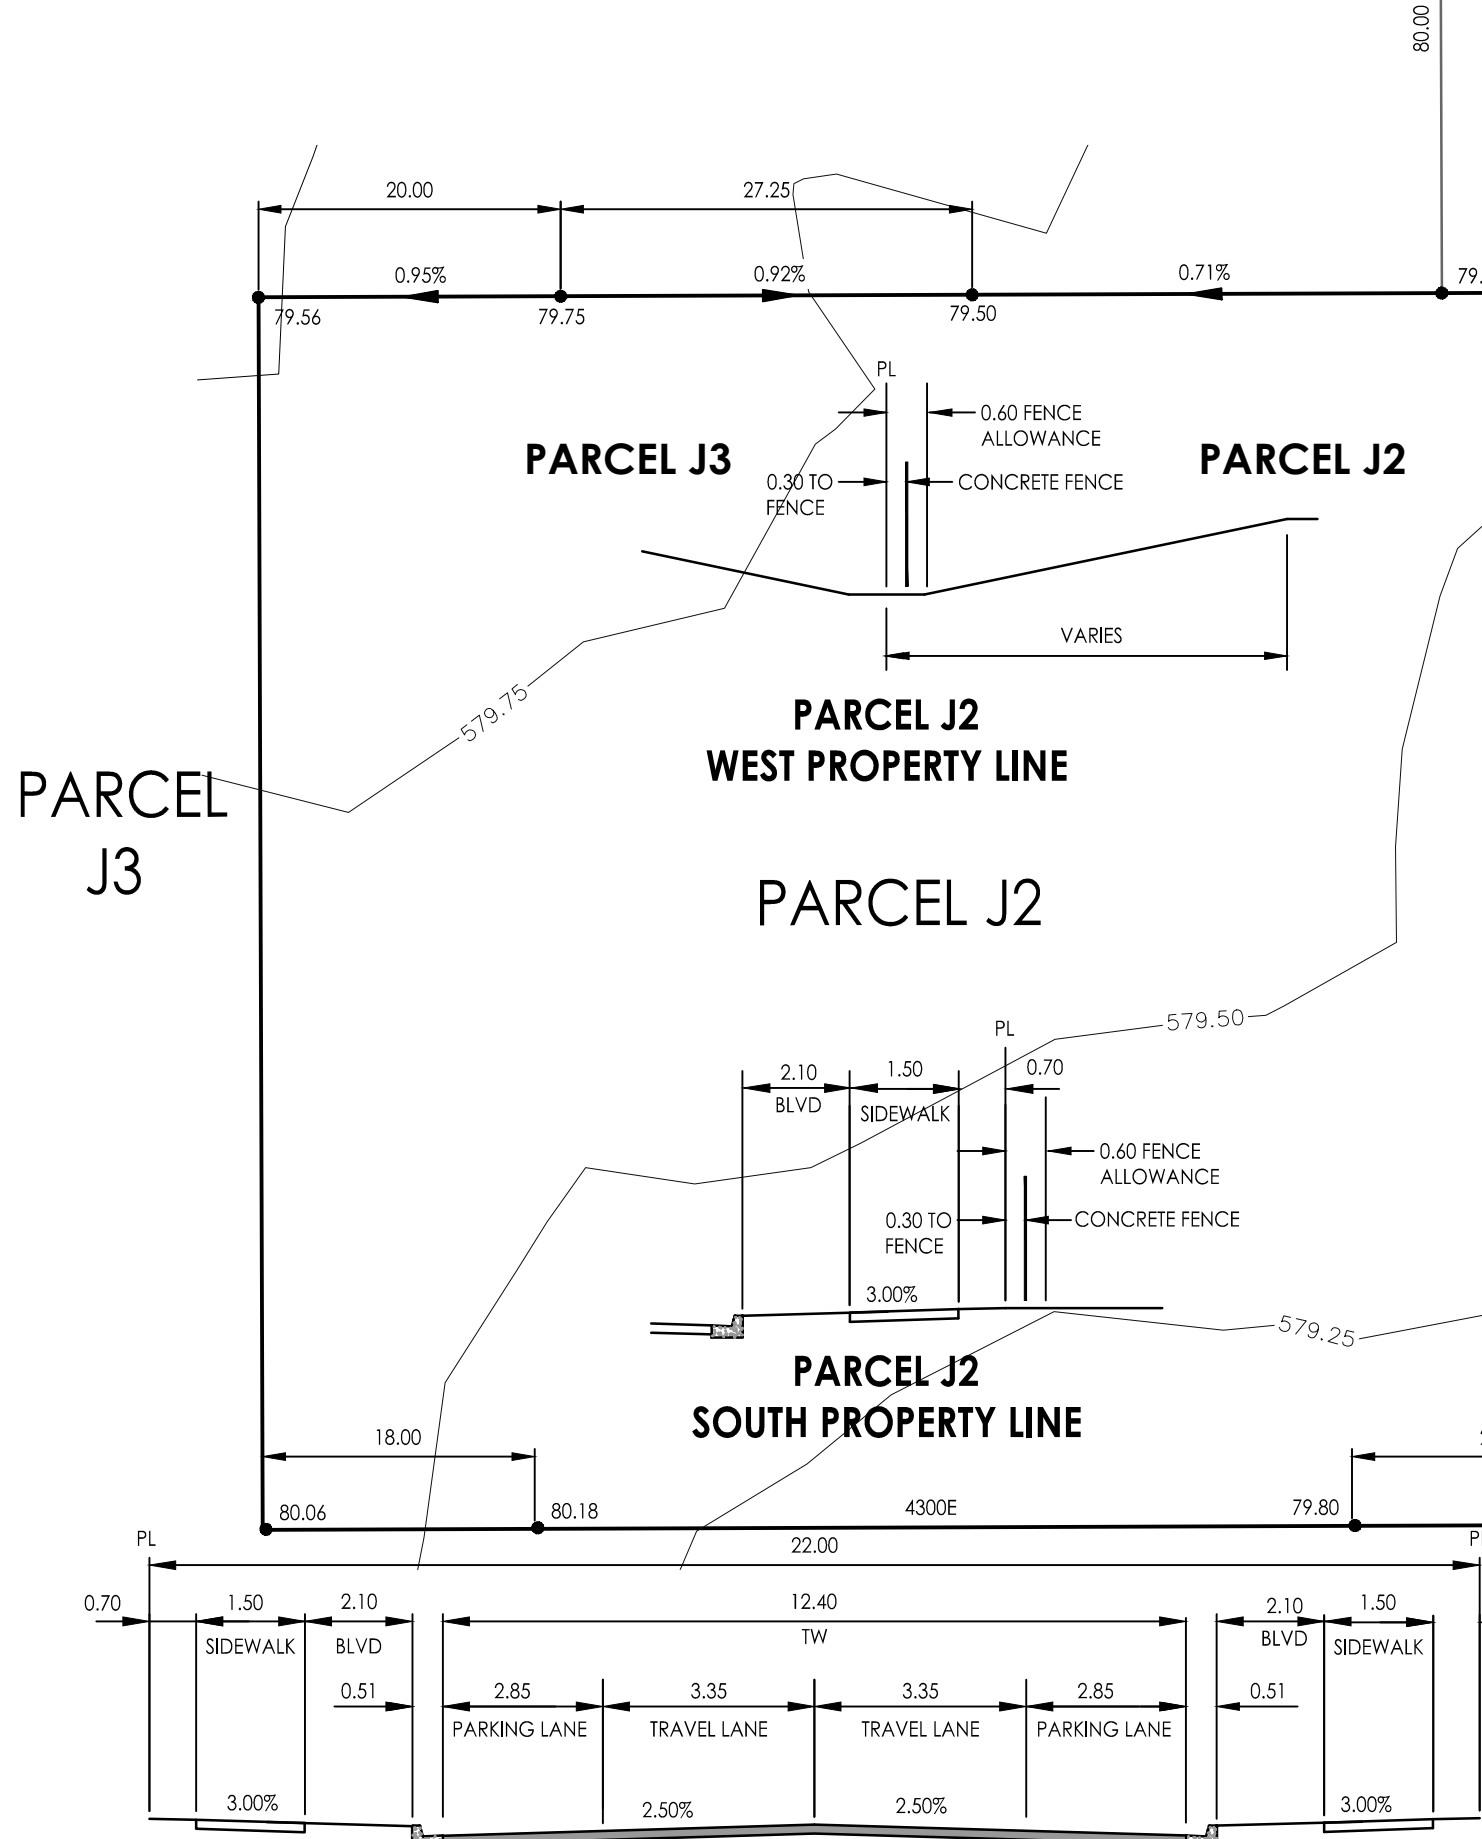 80.00
20.00
27.25
0.95%
0.92%
0.71%
79.
79.56
79.75
79.50
PL
0.60 FENCE
ALLOWANCE
PARCEL J3
PARCEL J2
0.30 TO
FENCE
CONCRETE FENCE
VARIES
579.75
PARCEL J2
WEST PROPERTY LINE
PARCEL
J3
PARCEL J2
579.50
PL
2.10
BLVD
1.50
SIDEWALK
0.70
0.60 FENCE
ALLOWANCE
0.30 TO
FENCE
CONCRETE FENCE
3.00%
579.25
PARCEL J2
SOUTH PROPERTY LINE
18.00
80.06
80.18
4300E
79.80
PL
22.00
0.70
1.50
SIDEWALK
2.10
BLVD
12.40
TW
2.10
BLVD
1.50
SIDEWALK
0.51
2.85
PARKING LANE
3.35
TRAVEL LANE
3.35
TRAVEL LANE
2.85
PARKING LANE
0.51
3.00%
2.50%
2.50%
3.00%